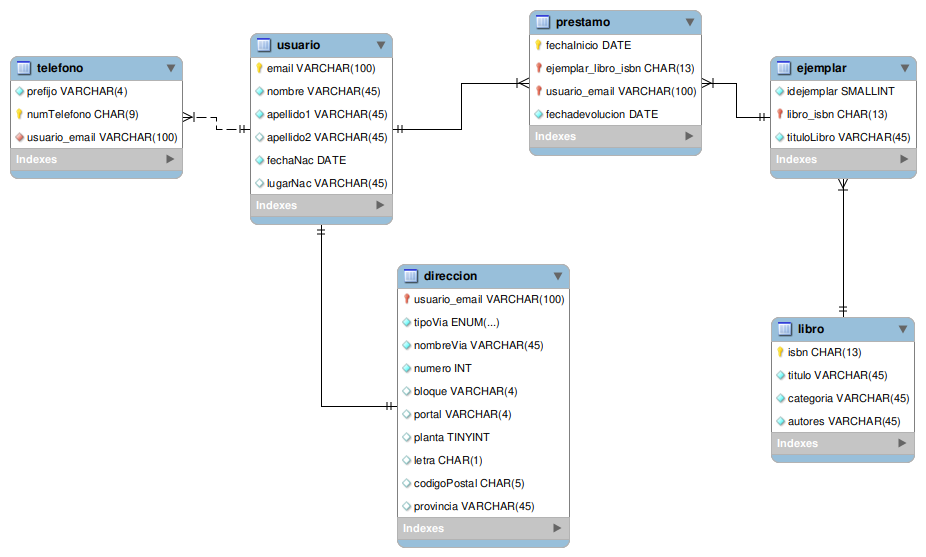 telefono
prefijo VARCHAR(4)
numTelefono CHAR(9)
usuario_email VARCHAR(100)
Indexes
usuario
email VARCHAR(100)
nombre VARCHAR(45)
apellido1 VARCHAR(45)
apellido2 VARCHAR(45)
fechaNac DATE
lugarNac VARCHAR(45)
Indexes
prestamo
fechaInicio DATE
ejemplar_libro_isbn CHAR(13)
usuario_email VARCHAR(100)
fechadevolucion DATE
Indexes
ejemplar
idejemplar SMALLINT
libro_isbn CHAR(13)
tituloLibro VARCHAR(45)
Indexes
direccion
usuario_email VARCHAR(100)
tipoVia ENUM(...)
nombreVia VARCHAR(45)
numero INT
bloque VARCHAR(4)
portal VARCHAR(4)
planta TINYINT
letra CHAR(1)
codigoPostal CHAR(5)
provincia VARCHAR(45)
Indexes
libro
isbn CHAR(13)
titulo VARCHAR(45)
categoria VARCHAR(45)
autores VARCHAR(45)
Indexes